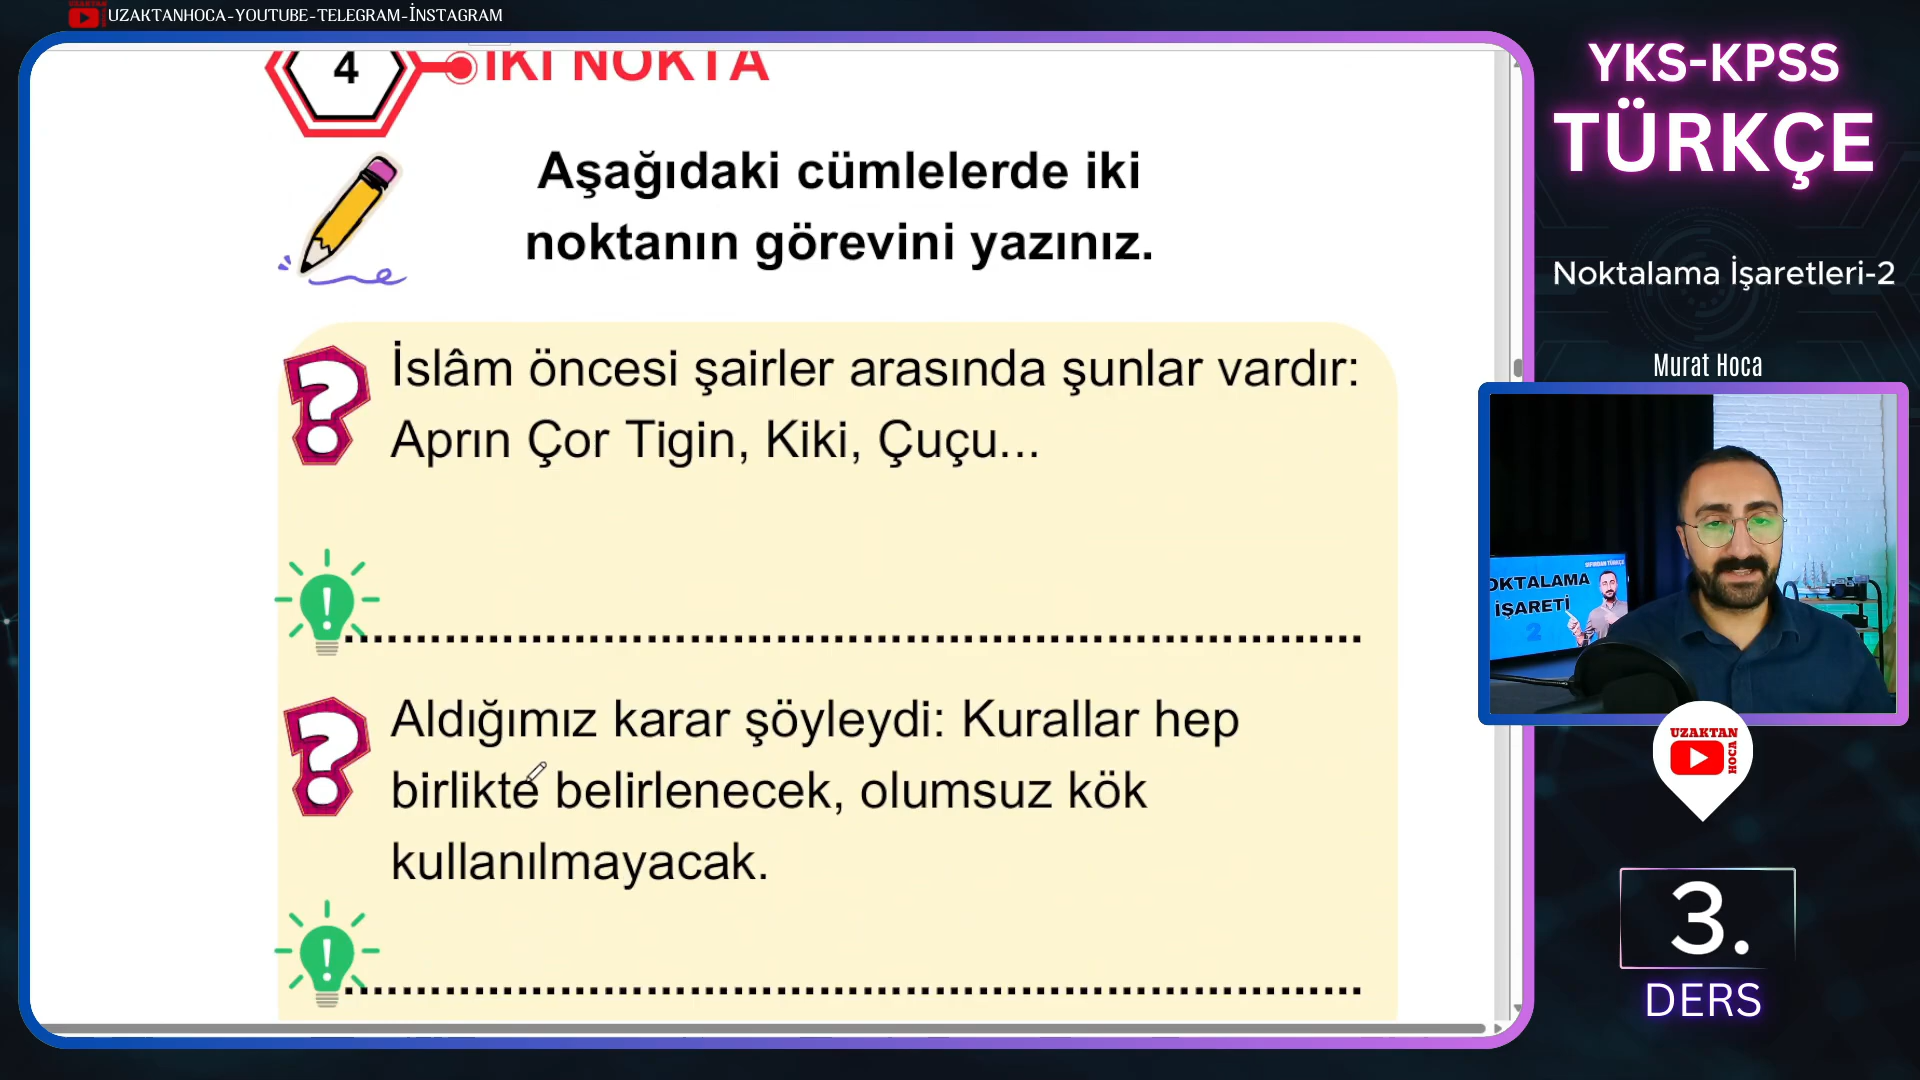 UZAKTANHOCA-YOUTUBE-TELEGRAM-İNSTAGRAM
4
İKİ NOKTA
Aşağıdaki cümlelerde iki
noktanın görevini yazınız.
İslâm öncesi şairler arasında şunlar vardır:
Aprın Çor Tigin, Kiki, Çuçu...
Aldığımız karar şöyleydi: Kurallar hep
birlikte belirlenecek, olumsuz kök
kullanılmayacak.
YKS-KPSS
TÜRKÇE
Noktalama İşaretleri-2
Murat Hoca
OKTALAMA
İŞARETİ
2
UZAKTAN
HOCA
3.
DERS